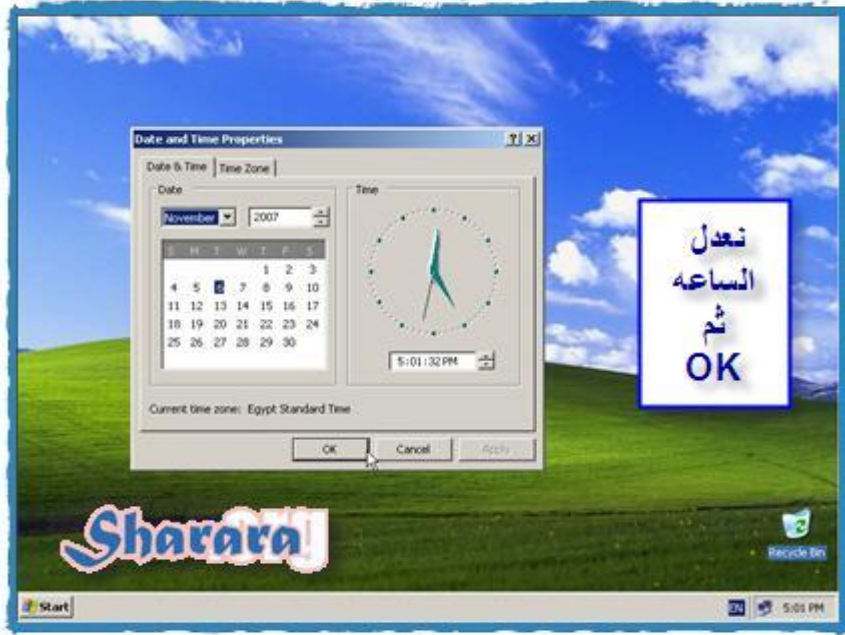 Date and Time Properties
Date & Time
Time Zone
Date
Time
November
2007
S M T W T F S
1 2 3
4 5 6 7 8 9 10
11 12 13 14 15 16 17
18 19 20 21 22 23 24
25 26 27 28 29 30
5:01:32 PM
Current time zone: Egypt Standard Time
OK
Cancel
Apply
نعدل
الساعه
ثم
OK
Sharara
Recycle Bin
Start
EN
5:01 PM